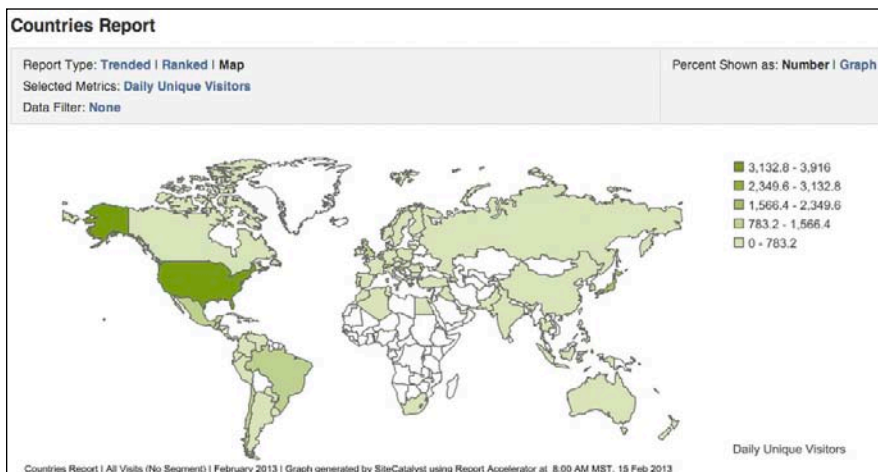 Countries Report
Report Type: Trended | Ranked | Map
Percent Shown as: Number | Graph
Selected Metrics: Daily Unique Visitors
Data Filter: None
3,132.8 - 3,916
2,349.6 - 3,132.8
1,566.4 - 2,349.6
783.2 - 1,566.4
0 - 783.2
Daily Unique Visitors
Countries Report | All Visits (No Segment) | February 2013 | Graph generated by SiteCatalyst using Report Accelerator at 8:00 AM MST, 15 Feb 2013